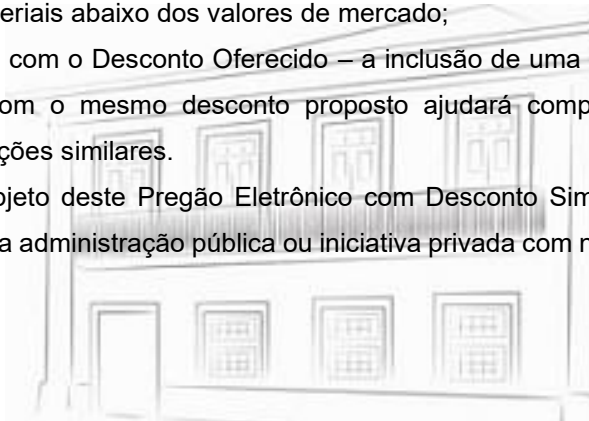 eriais abaixo dos valores de mercado;
com o Desconto Oferecido – a inclusão de uma
om o mesmo desconto proposto ajudará comp
ções similares.
ojeto deste Pregão Eletrônico com Desconto Sim
a administração pública ou iniciativa privada com n